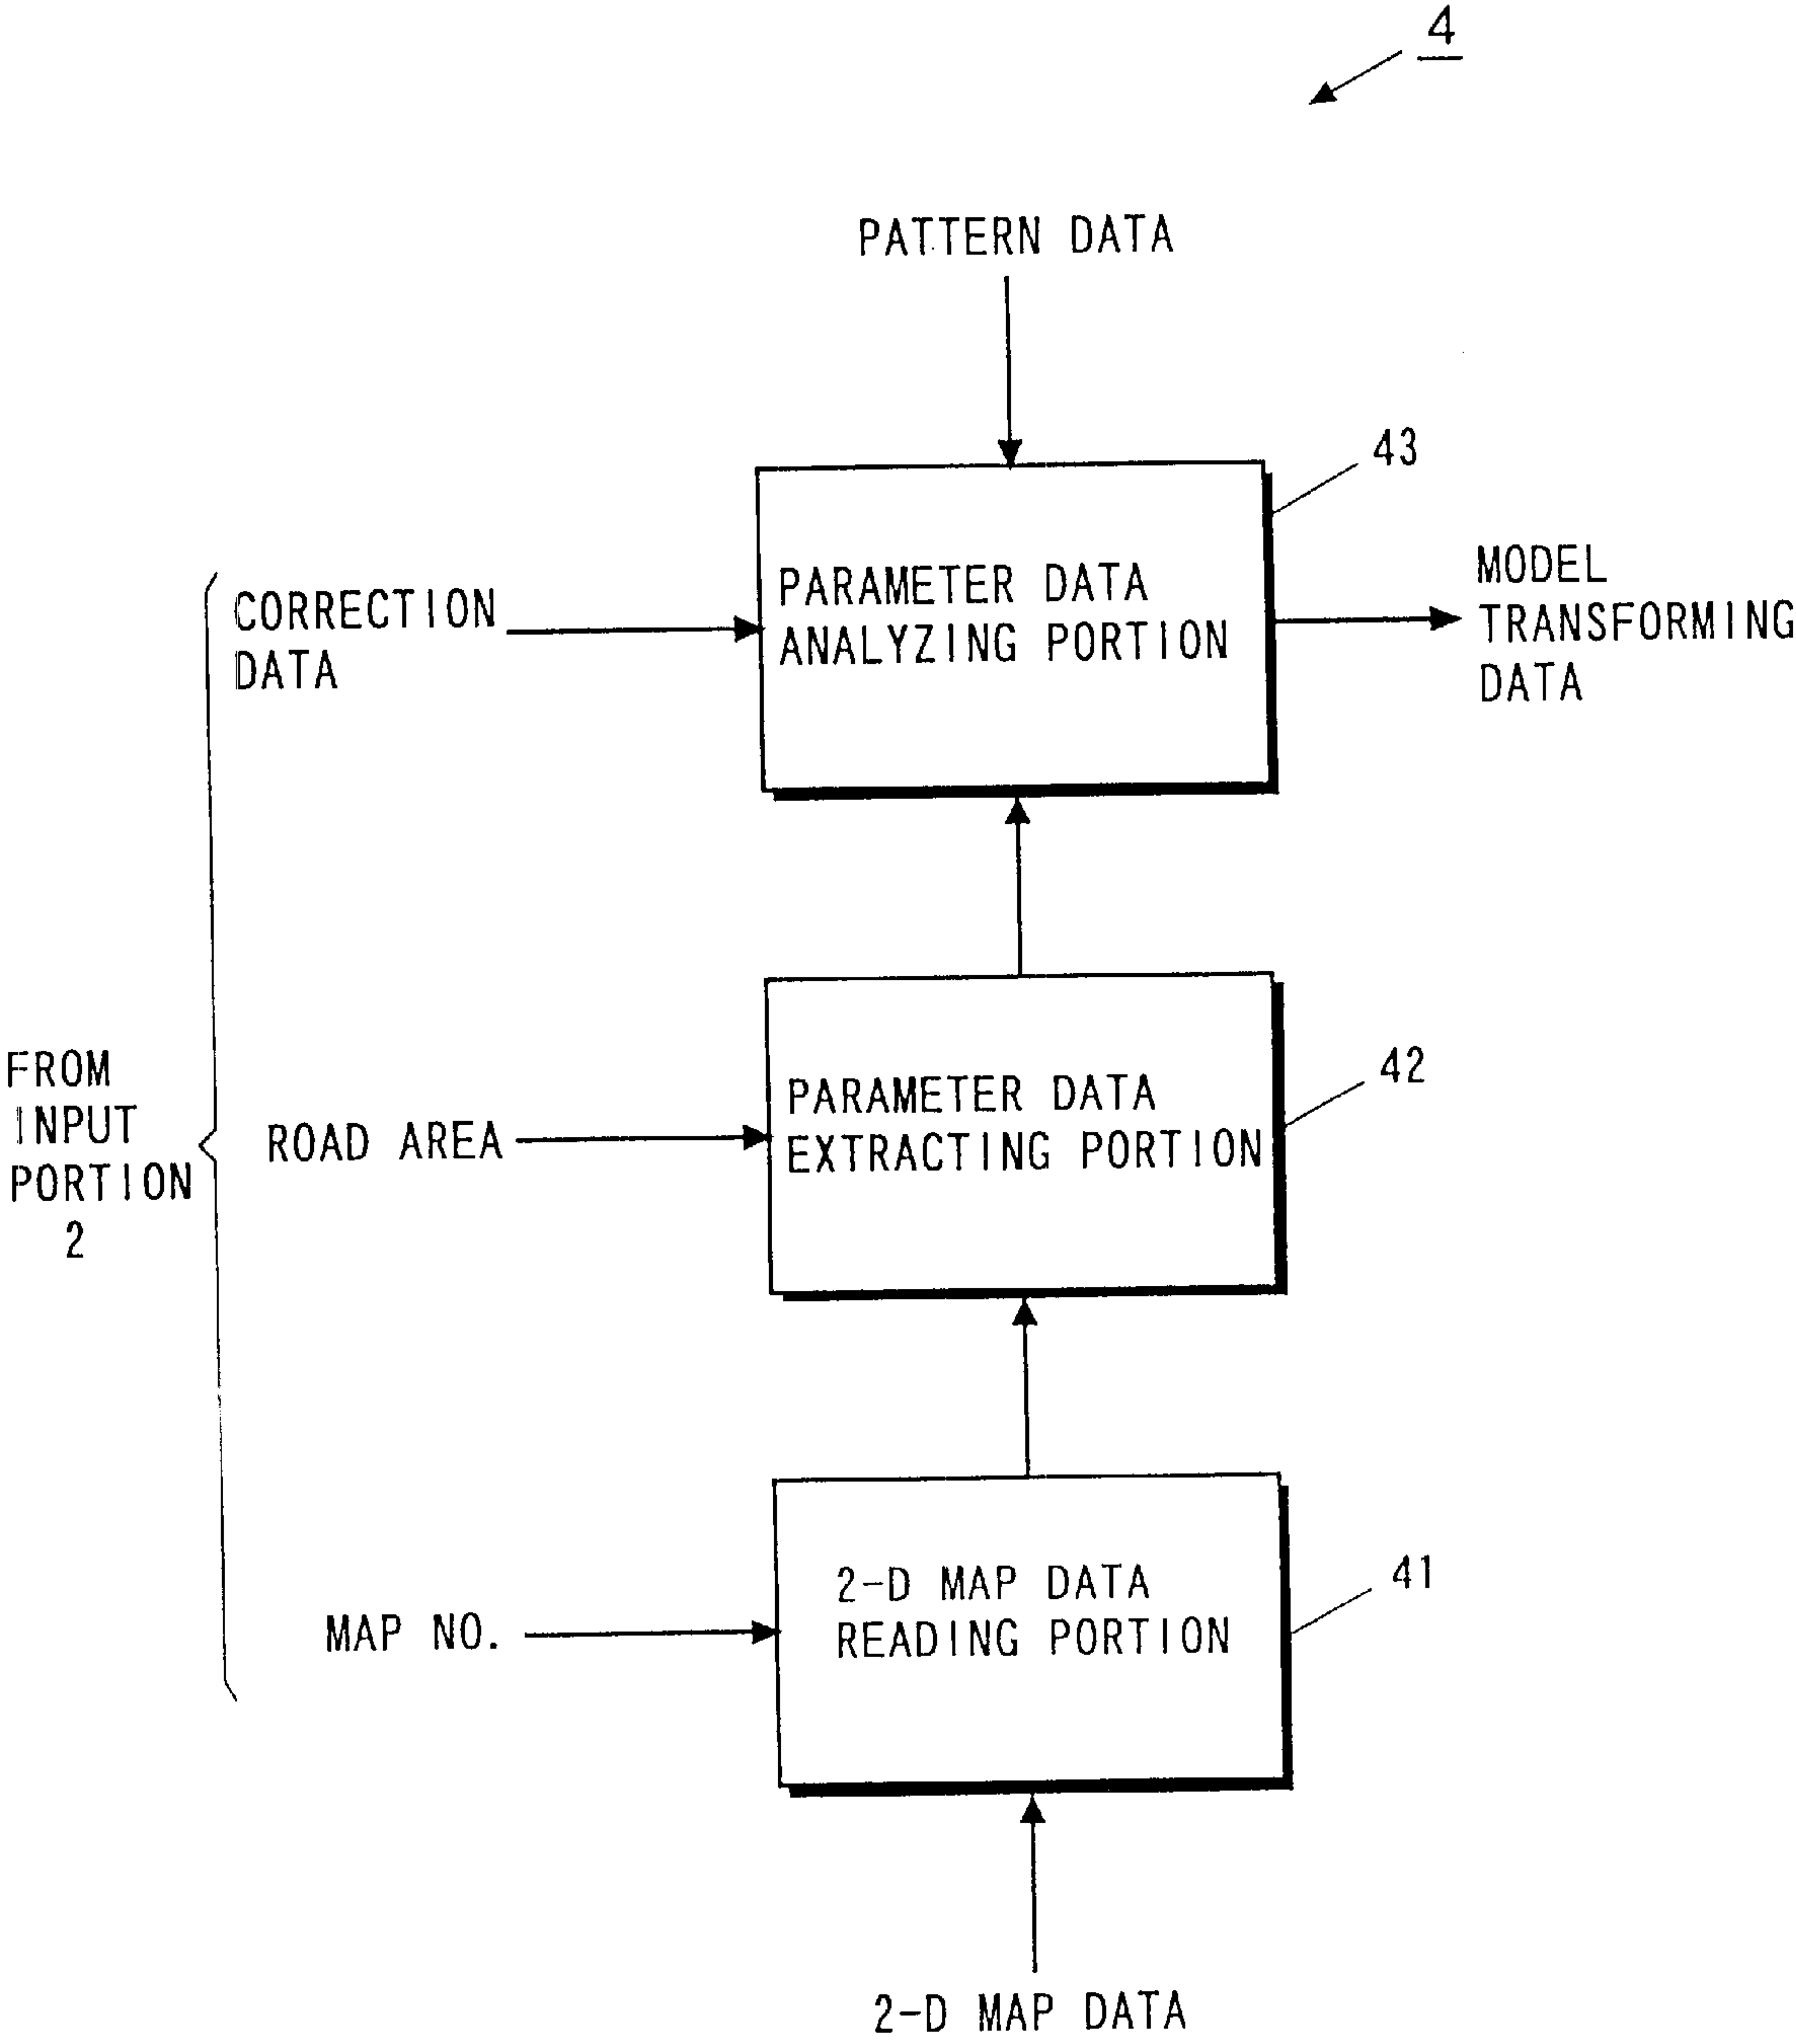 4
PATTERN DATA
43
PARAMETER DATA
ANALYZING PORTION
CORRECTION
DATA
MODEL
TRANSFORMING
DATA
42
PARAMETER DATA
EXTRACTING PORTION
ROAD AREA
FROM
INPUT
PORTION
2
41
2-D MAP DATA
READING PORTION
MAP NO.
2-D MAP DATA